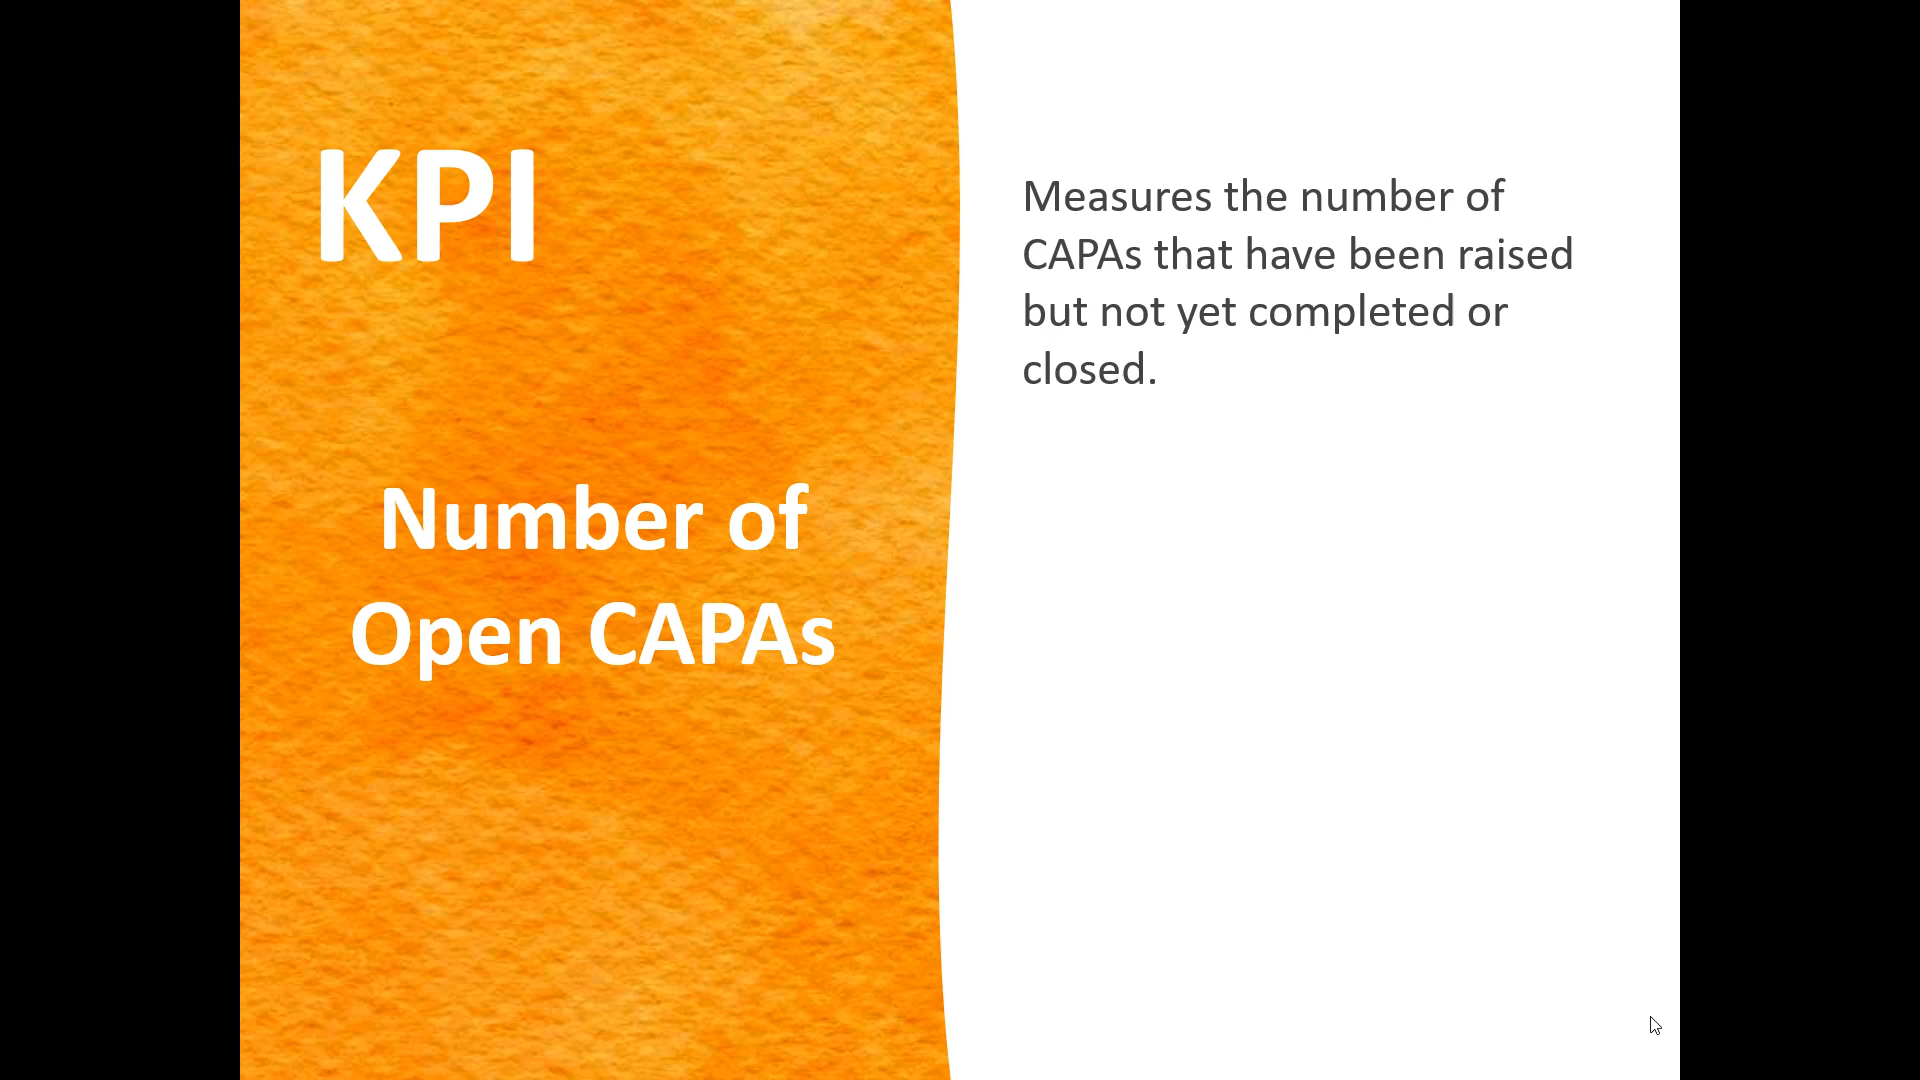 KPI
Number of
Open CAPAs
Measures the number of
CAPAs that have been raised
but not yet completed or
closed.